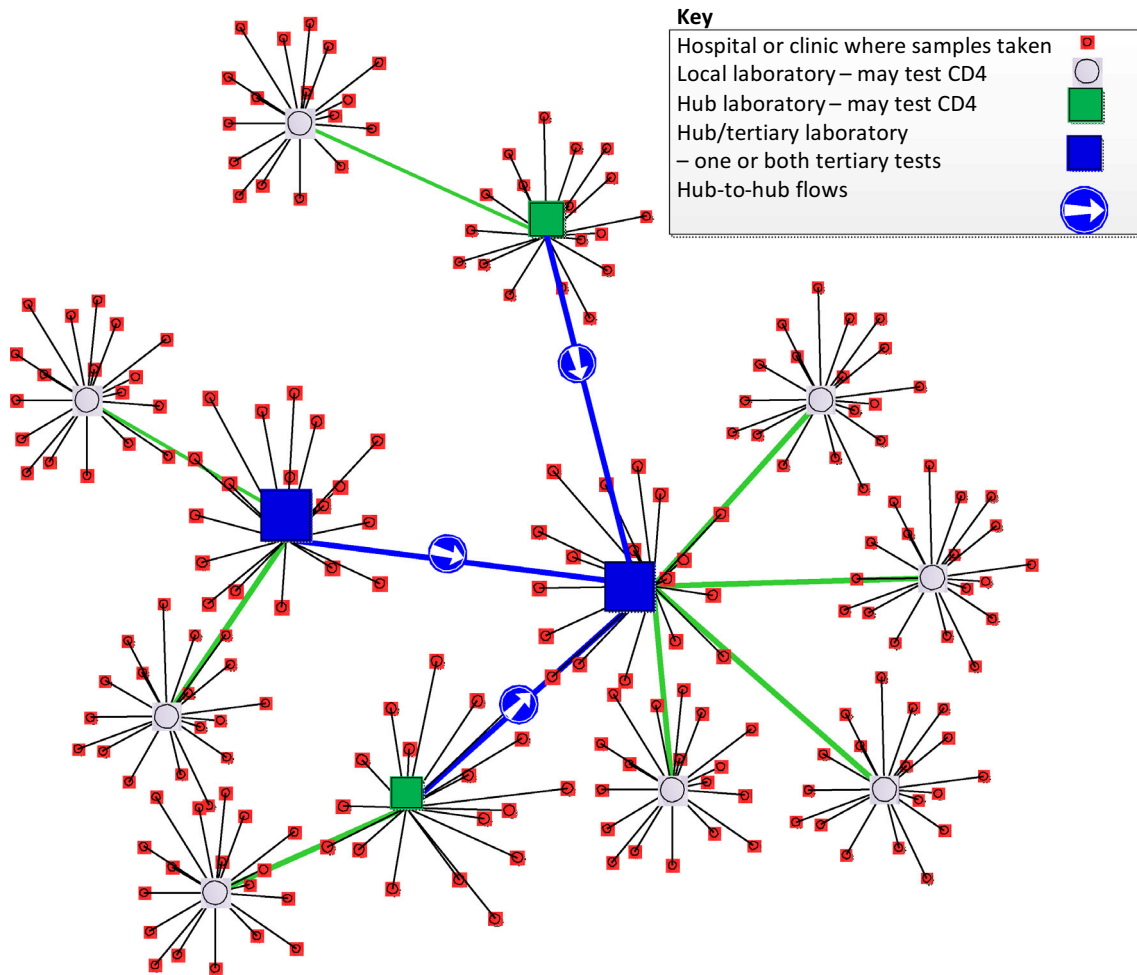 Key
Hospital or clinic where samples taken
Local laboratory – may test CD4
Hub laboratory – may test CD4
Hub/tertiary laboratory
– one or both tertiary tests
Hub-to-hub flows